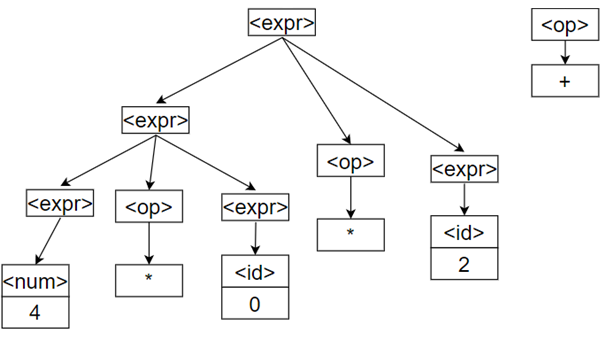 <expr>
<op>
+
<expr>
<op>
<expr>
<expr>
<op>
<expr>
*
<id>
2
<num>
4
*
<id>
0